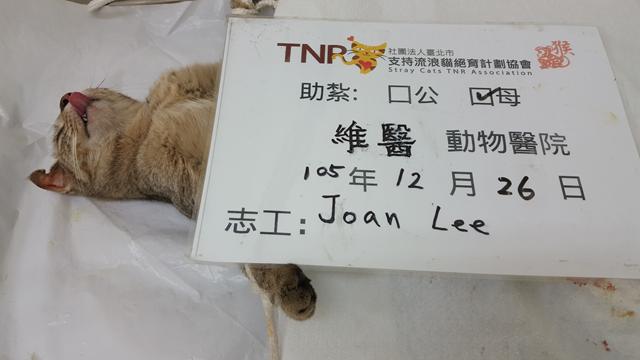 TNR 社團法人臺北市
支持流浪貓絕育計劃協會
Stray Cats TNR Association
助紮: □公 ☑母
維醫 動物醫院
105年 12 月 26 日
志工: Joan Lee